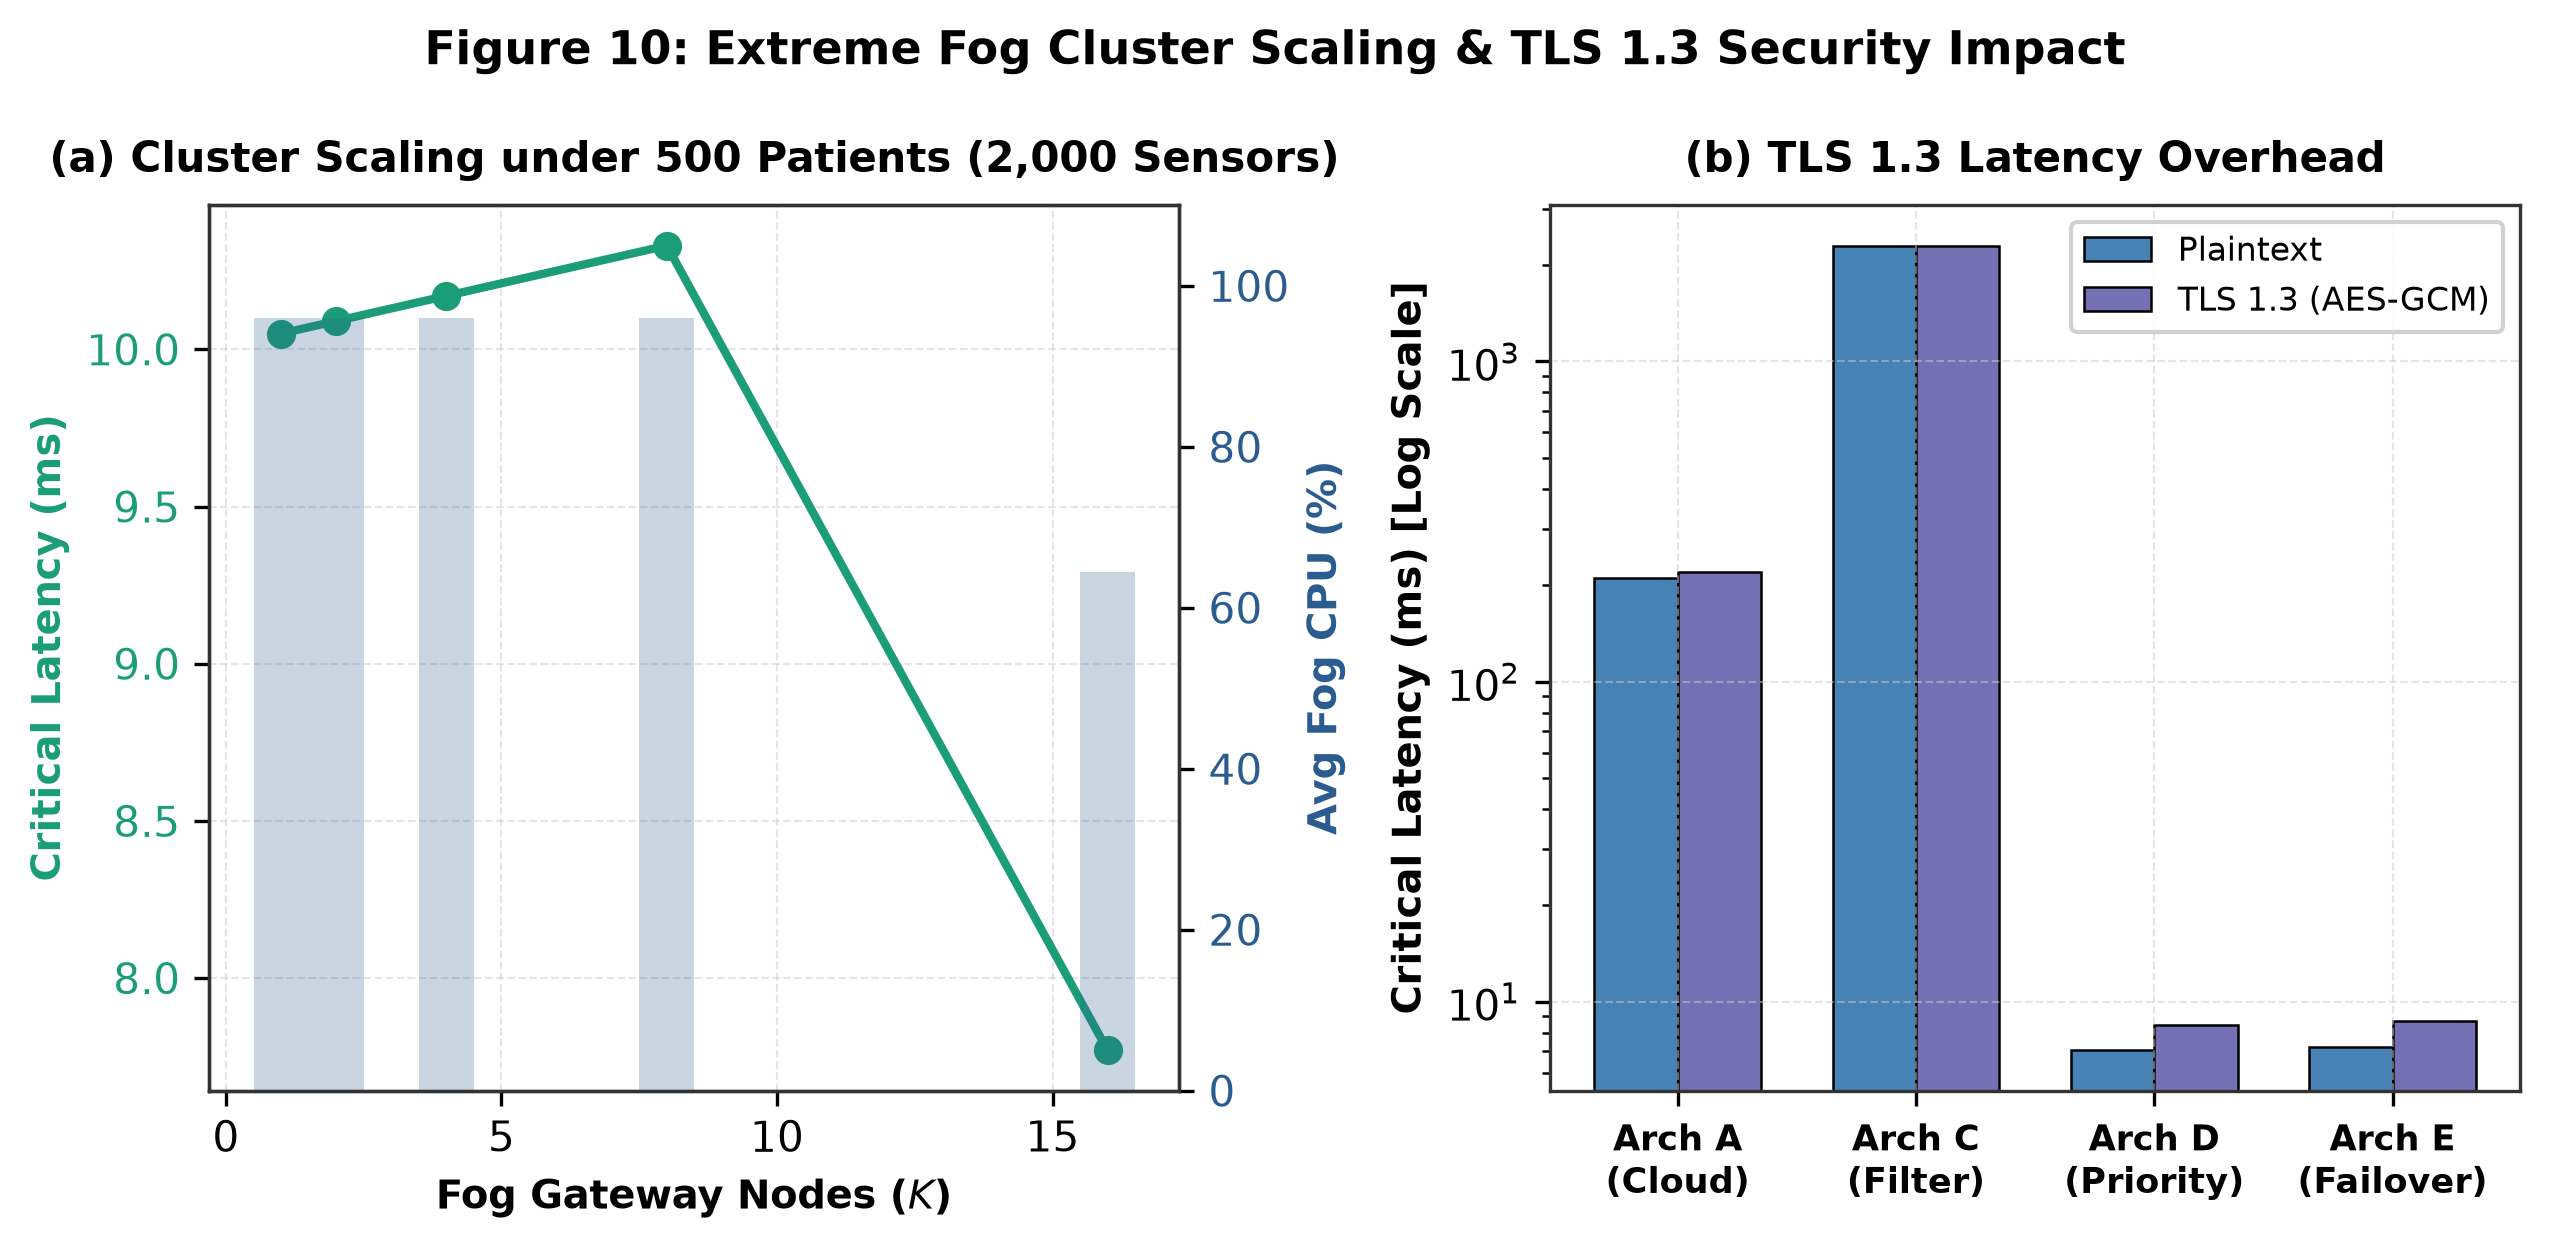 Figure 10: Extreme Fog Cluster Scaling & TLS 1.3 Security Impact
(a) Cluster Scaling under 500 Patients (2,000 Sensors)
Critical Latency (ms)
10.0
9.5
9.0
8.5
8.0
100
80
60
40
20
0
Avg Fog CPU (%)
0 5 10 15
Fog Gateway Nodes (K)
(b) TLS 1.3 Latency Overhead
Critical Latency (ms) [Log Scale]
10³
10²
10¹
Plaintext
TLS 1.3 (AES-GCM)
Arch A
(Cloud)
Arch C
(Filter)
Arch D
(Priority)
Arch E
(Failover)